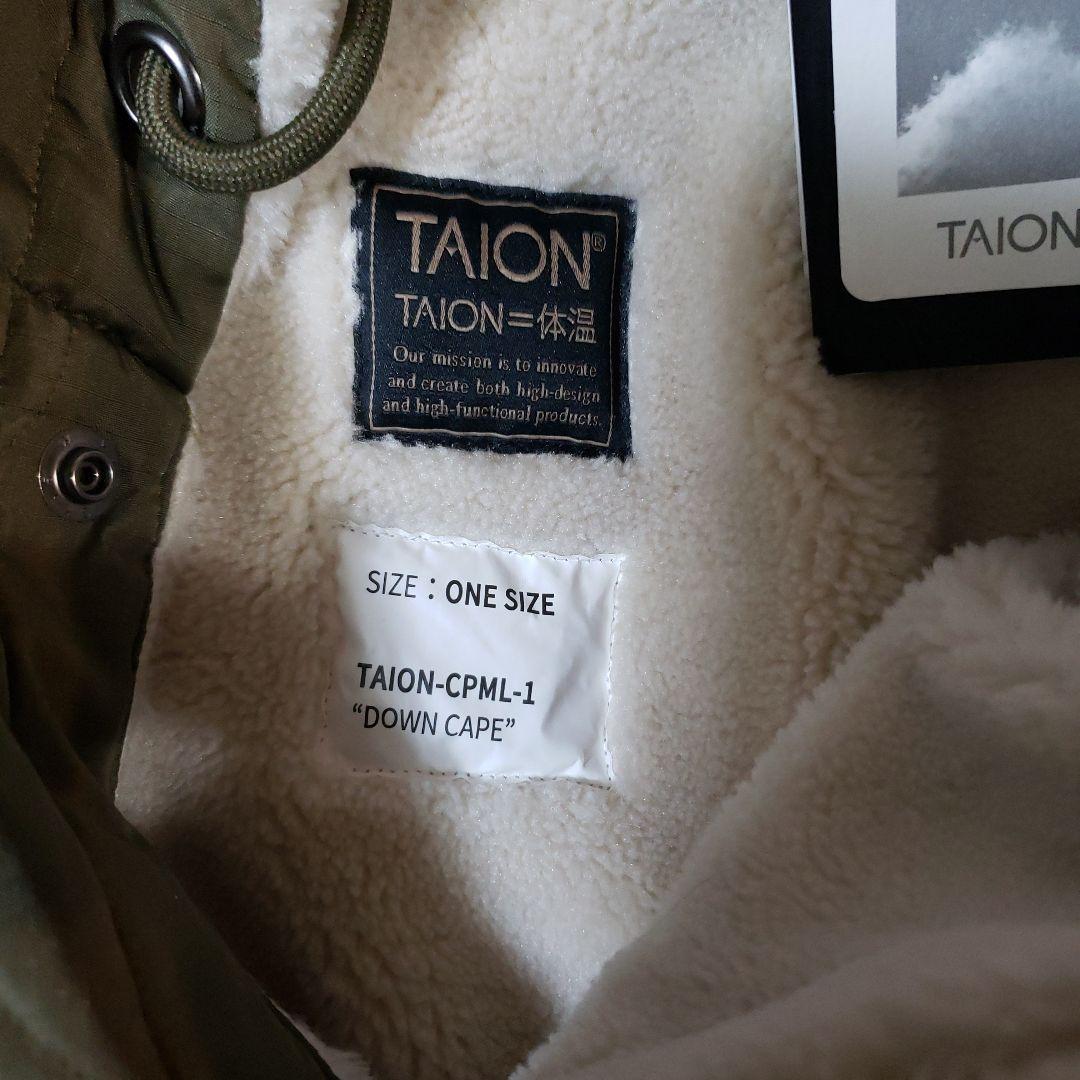 TAION®
TAION=体温
Our mission is to innovate
and create both high-design
and high-functional products.
SIZE：ONE SIZE
TAION-CPML-1
“DOWN CAPE”
TAION